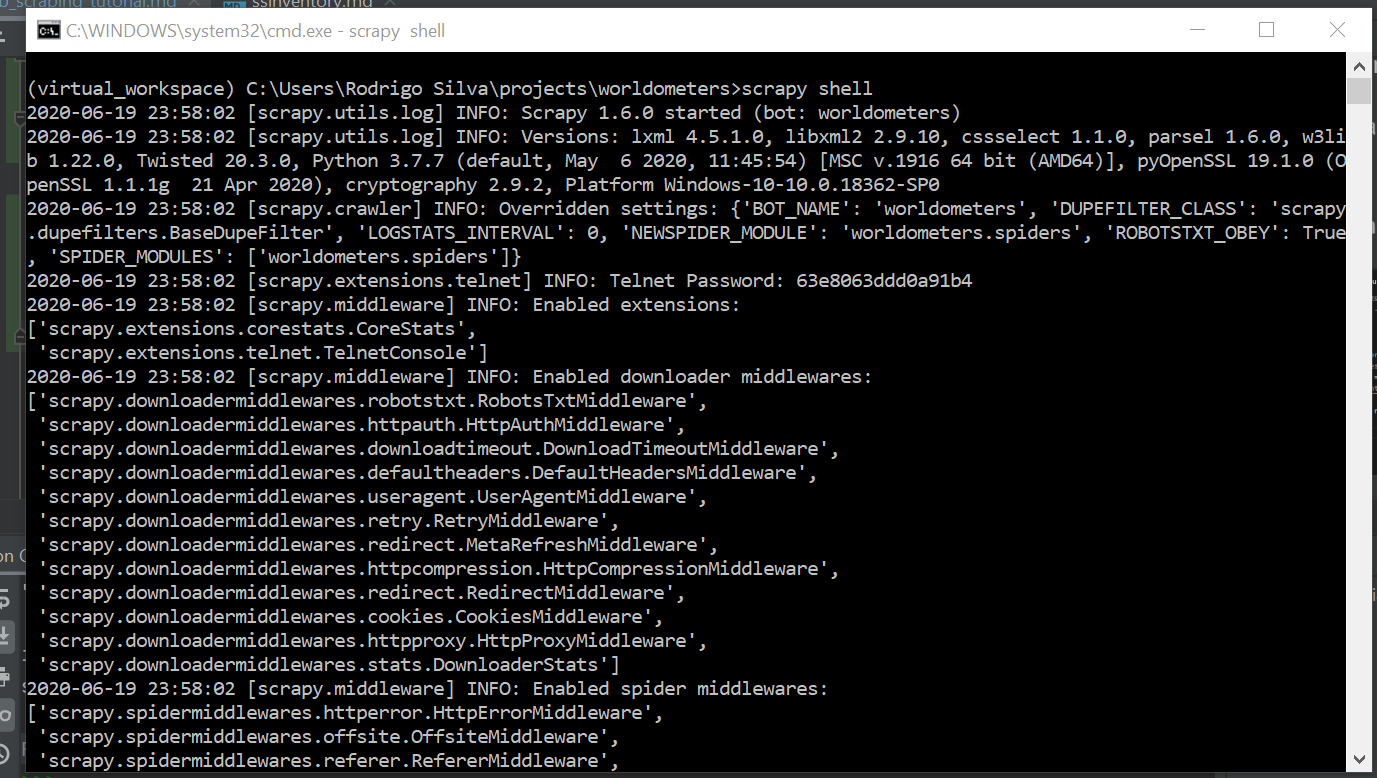 b_scraping_tutorial.md ssinventory.md
C:\WINDOWS\system32\cmd.exe - scrapy  shell
(virtual_workspace) C:\Users\Rodrigo Silva\projects\worldometers>scrapy shell
2020-06-19 23:58:02 [scrapy.utils.log] INFO: Scrapy 1.6.0 started (bot: worldometers)
2020-06-19 23:58:02 [scrapy.utils.log] INFO: Versions: lxml 4.5.1.0, libxml2 2.9.10, cssselect 1.1.0, parsel 1.6.0, w3li
b 1.22.0, Twisted 20.3.0, Python 3.7.7 (default, May  6 2020, 11:45:54) [MSC v.1916 64 bit (AMD64)], pyOpenSSL 19.1.0 (O
penSSL 1.1.1g  21 Apr 2020), cryptography 2.9.2, Platform Windows-10-10.0.18362-SP0
2020-06-19 23:58:02 [scrapy.crawler] INFO: Overridden settings: {'BOT_NAME': 'worldometers', 'DUPEFILTER_CLASS': 'scrapy
.dupefilters.BaseDupeFilter', 'LOGSTATS_INTERVAL': 0, 'NEWSPIDER_MODULE': 'worldometers.spiders', 'ROBOTSTXT_OBEY': True
, 'SPIDER_MODULES': ['worldometers.spiders']}
2020-06-19 23:58:02 [scrapy.extensions.telnet] INFO: Telnet Password: 63e8063ddd0a91b4
2020-06-19 23:58:02 [scrapy.middleware] INFO: Enabled extensions:
['scrapy.extensions.corestats.CoreStats',
 'scrapy.extensions.telnet.TelnetConsole']
2020-06-19 23:58:02 [scrapy.middleware] INFO: Enabled downloader middlewares:
['scrapy.downloadermiddlewares.robotstxt.RobotsTxtMiddleware',
 'scrapy.downloadermiddlewares.httpauth.HttpAuthMiddleware',
 'scrapy.downloadermiddlewares.downloadtimeout.DownloadTimeoutMiddleware',
 'scrapy.downloadermiddlewares.defaultheaders.DefaultHeadersMiddleware',
 'scrapy.downloadermiddlewares.useragent.UserAgentMiddleware',
 'scrapy.downloadermiddlewares.retry.RetryMiddleware',
 'scrapy.downloadermiddlewares.redirect.MetaRefreshMiddleware',
 'scrapy.downloadermiddlewares.httpcompression.HttpCompressionMiddleware',
 'scrapy.downloadermiddlewares.redirect.RedirectMiddleware',
 'scrapy.downloadermiddlewares.cookies.CookiesMiddleware',
 'scrapy.downloadermiddlewares.httpproxy.HttpProxyMiddleware',
 'scrapy.downloadermiddlewares.stats.DownloaderStats']
2020-06-19 23:58:02 [scrapy.middleware] INFO: Enabled spider middlewares:
['scrapy.spidermiddlewares.httperror.HttpErrorMiddleware',
 'scrapy.spidermiddlewares.offsite.OffsiteMiddleware',
 'scrapy.spidermiddlewares.referer.RefererMiddleware',